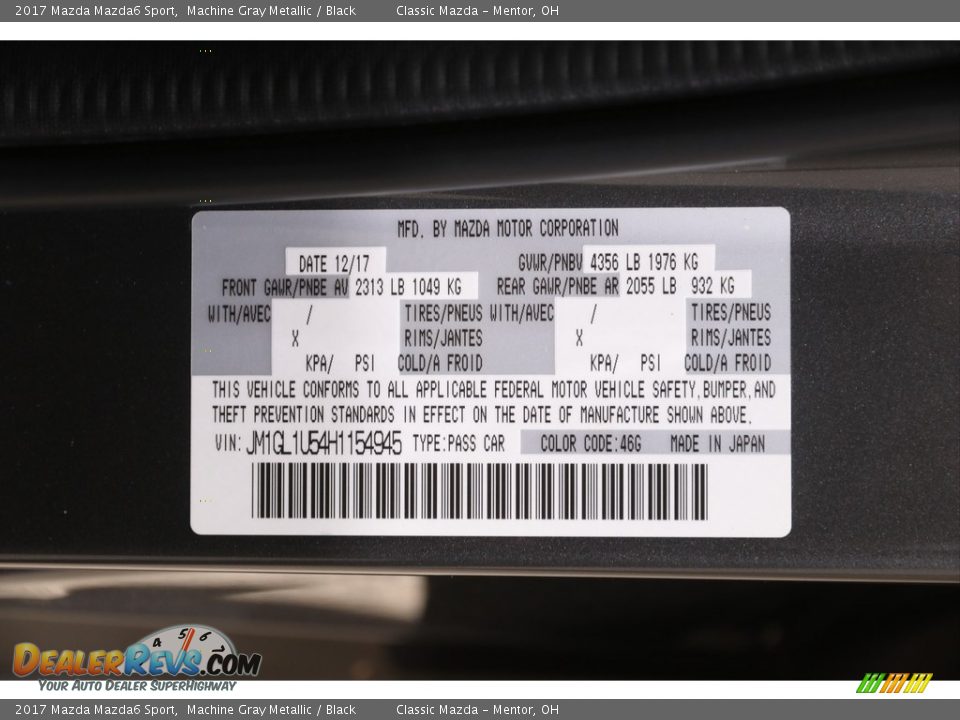 2017 Mazda Mazda6 Sport, Machine Gray Metallic / Black Classic Mazda – Mentor, OH
MFD. BY MAZDA MOTOR CORPORATION
DATE 12/17 GVWR/PNBV 4356 LB 1976 KG
FRONT GAWR/PNBE AV 2313 LB 1049 KG REAR GAWR/PNBE AR 2055 LB 932 KG
WITH/AVEC / TIRES/PNEUS WITH/AVEC / TIRES/PNEUS
X RIMS/JANTES X RIMS/JANTES
KPA/ PSI COLD/A FROID KPA/ PSI COLD/A FROID
THIS VEHICLE CONFORMS TO ALL APPLICABLE FEDERAL MOTOR VEHICLE SAFETY, BUMPER, AND
THEFT PREVENTION STANDARDS IN EFFECT ON THE DATE OF MANUFACTURE SHOWN ABOVE.
VIN: JM1GL1U54H1154945 TYPE:PASS CAR COLOR CODE:46G MADE IN JAPAN
4 5 6 7
DEALERREVS.COM
YOUR AUTO DEALER SUPERHIGHWAY
2017 Mazda Mazda6 Sport, Machine Gray Metallic / Black Classic Mazda – Mentor, OH